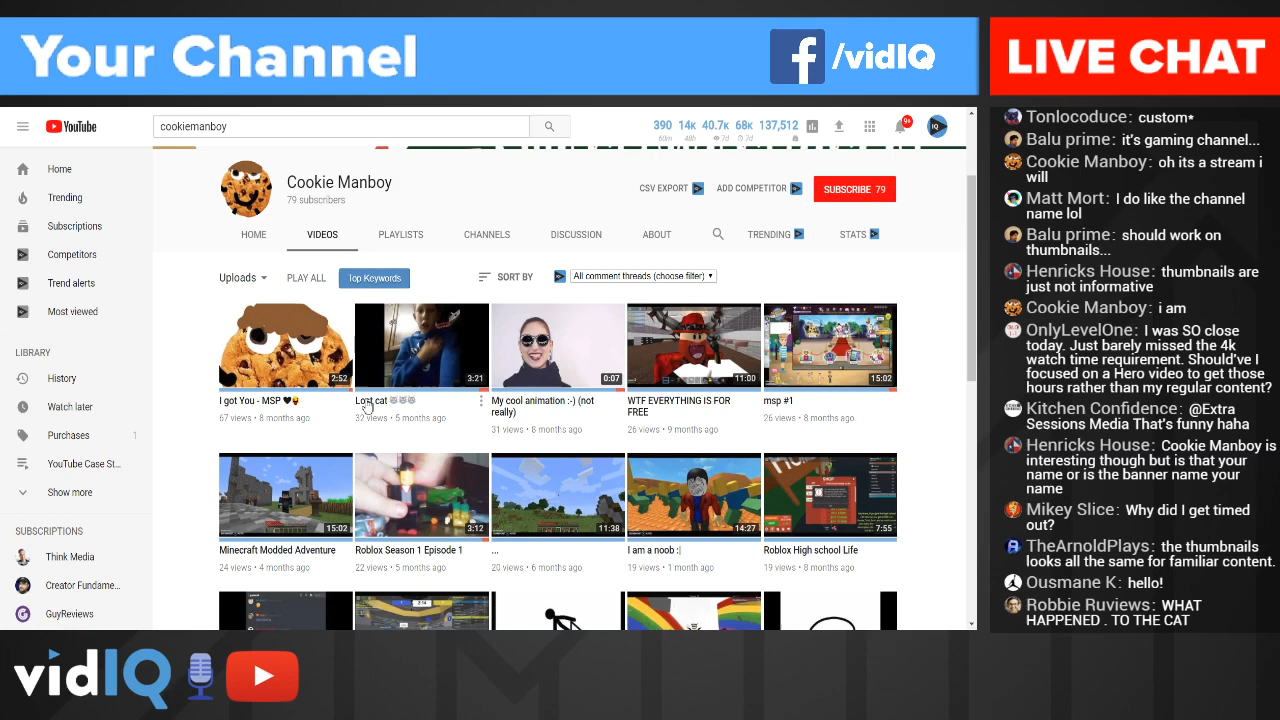 Your Channel
f /vidIQ
LIVE CHAT
YouTube
cookiemanboy
390 14K 40.7K 68K 137,512
60m 48h 7d 7d
9+
IQ
Home
Trending
Subscriptions
Competitors
Trend alerts
Most viewed
LIBRARY
History
Watch later
Purchases 1
YouTube Case St...
Show more
SUBSCRIPTIONS
Think Media
Creator Fundame...
GuyReviews
Cookie Manboy
79 subscribers
CSV EXPORT
ADD COMPETITOR
SUBSCRIBE 79
HOME
VIDEOS
PLAYLISTS
CHANNELS
DISCUSSION
ABOUT
TRENDING
STATS
Uploads
PLAY ALL
Top Keywords
SORT BY
All comment threads (choose filter)
2:52
3:21
0:07
11:00
15:02
I got You - MSP
67 views • 8 months ago
Lost cat
32 views • 5 months ago
My cool animation :-) (not
really)
31 views • 8 months ago
WTF EVERYTHING IS FOR
FREE
26 views • 9 months ago
msp #1
26 views • 8 months ago
15:02
3:12
11:38
14:27
7:55
Minecraft Modded Adventure
24 views • 4 months ago
Roblox Season 1 Episode 1
22 views • 5 months ago
...
20 views • 6 months ago
I am a noob :|
19 views • 1 month ago
Roblox High school Life
19 views • 8 months ago
Tonlocoduce: custom*
Balu prime: it's gaming channel...
Cookie Manboy: oh its a stream i
will
Matt Mort: I do like the channel
name lol
Balu prime: should work on
thumbnails...
Henricks House: thumbnails are
just not informative
Cookie Manboy: i am
OnlyLevelOne: I was SO close
today. Just barely missed the 4k
watch time requirement. Should've I
focused on a Hero video to get those
hours rather than my regular content?
Kitchen Confidence: @Extra
Sessions Media That's funny haha
Henricks House: Cookie Manboy is
interesting though but is that your
name or is the banner name your
name
Mikey Slice: Why did I get timed
out?
TheArnoldPlays: the thumbnails
looks all the same for familiar content.
Ousmane K: hello!
Robbie Ruviews: WHAT
HAPPENED . TO THE CAT
vidIQ